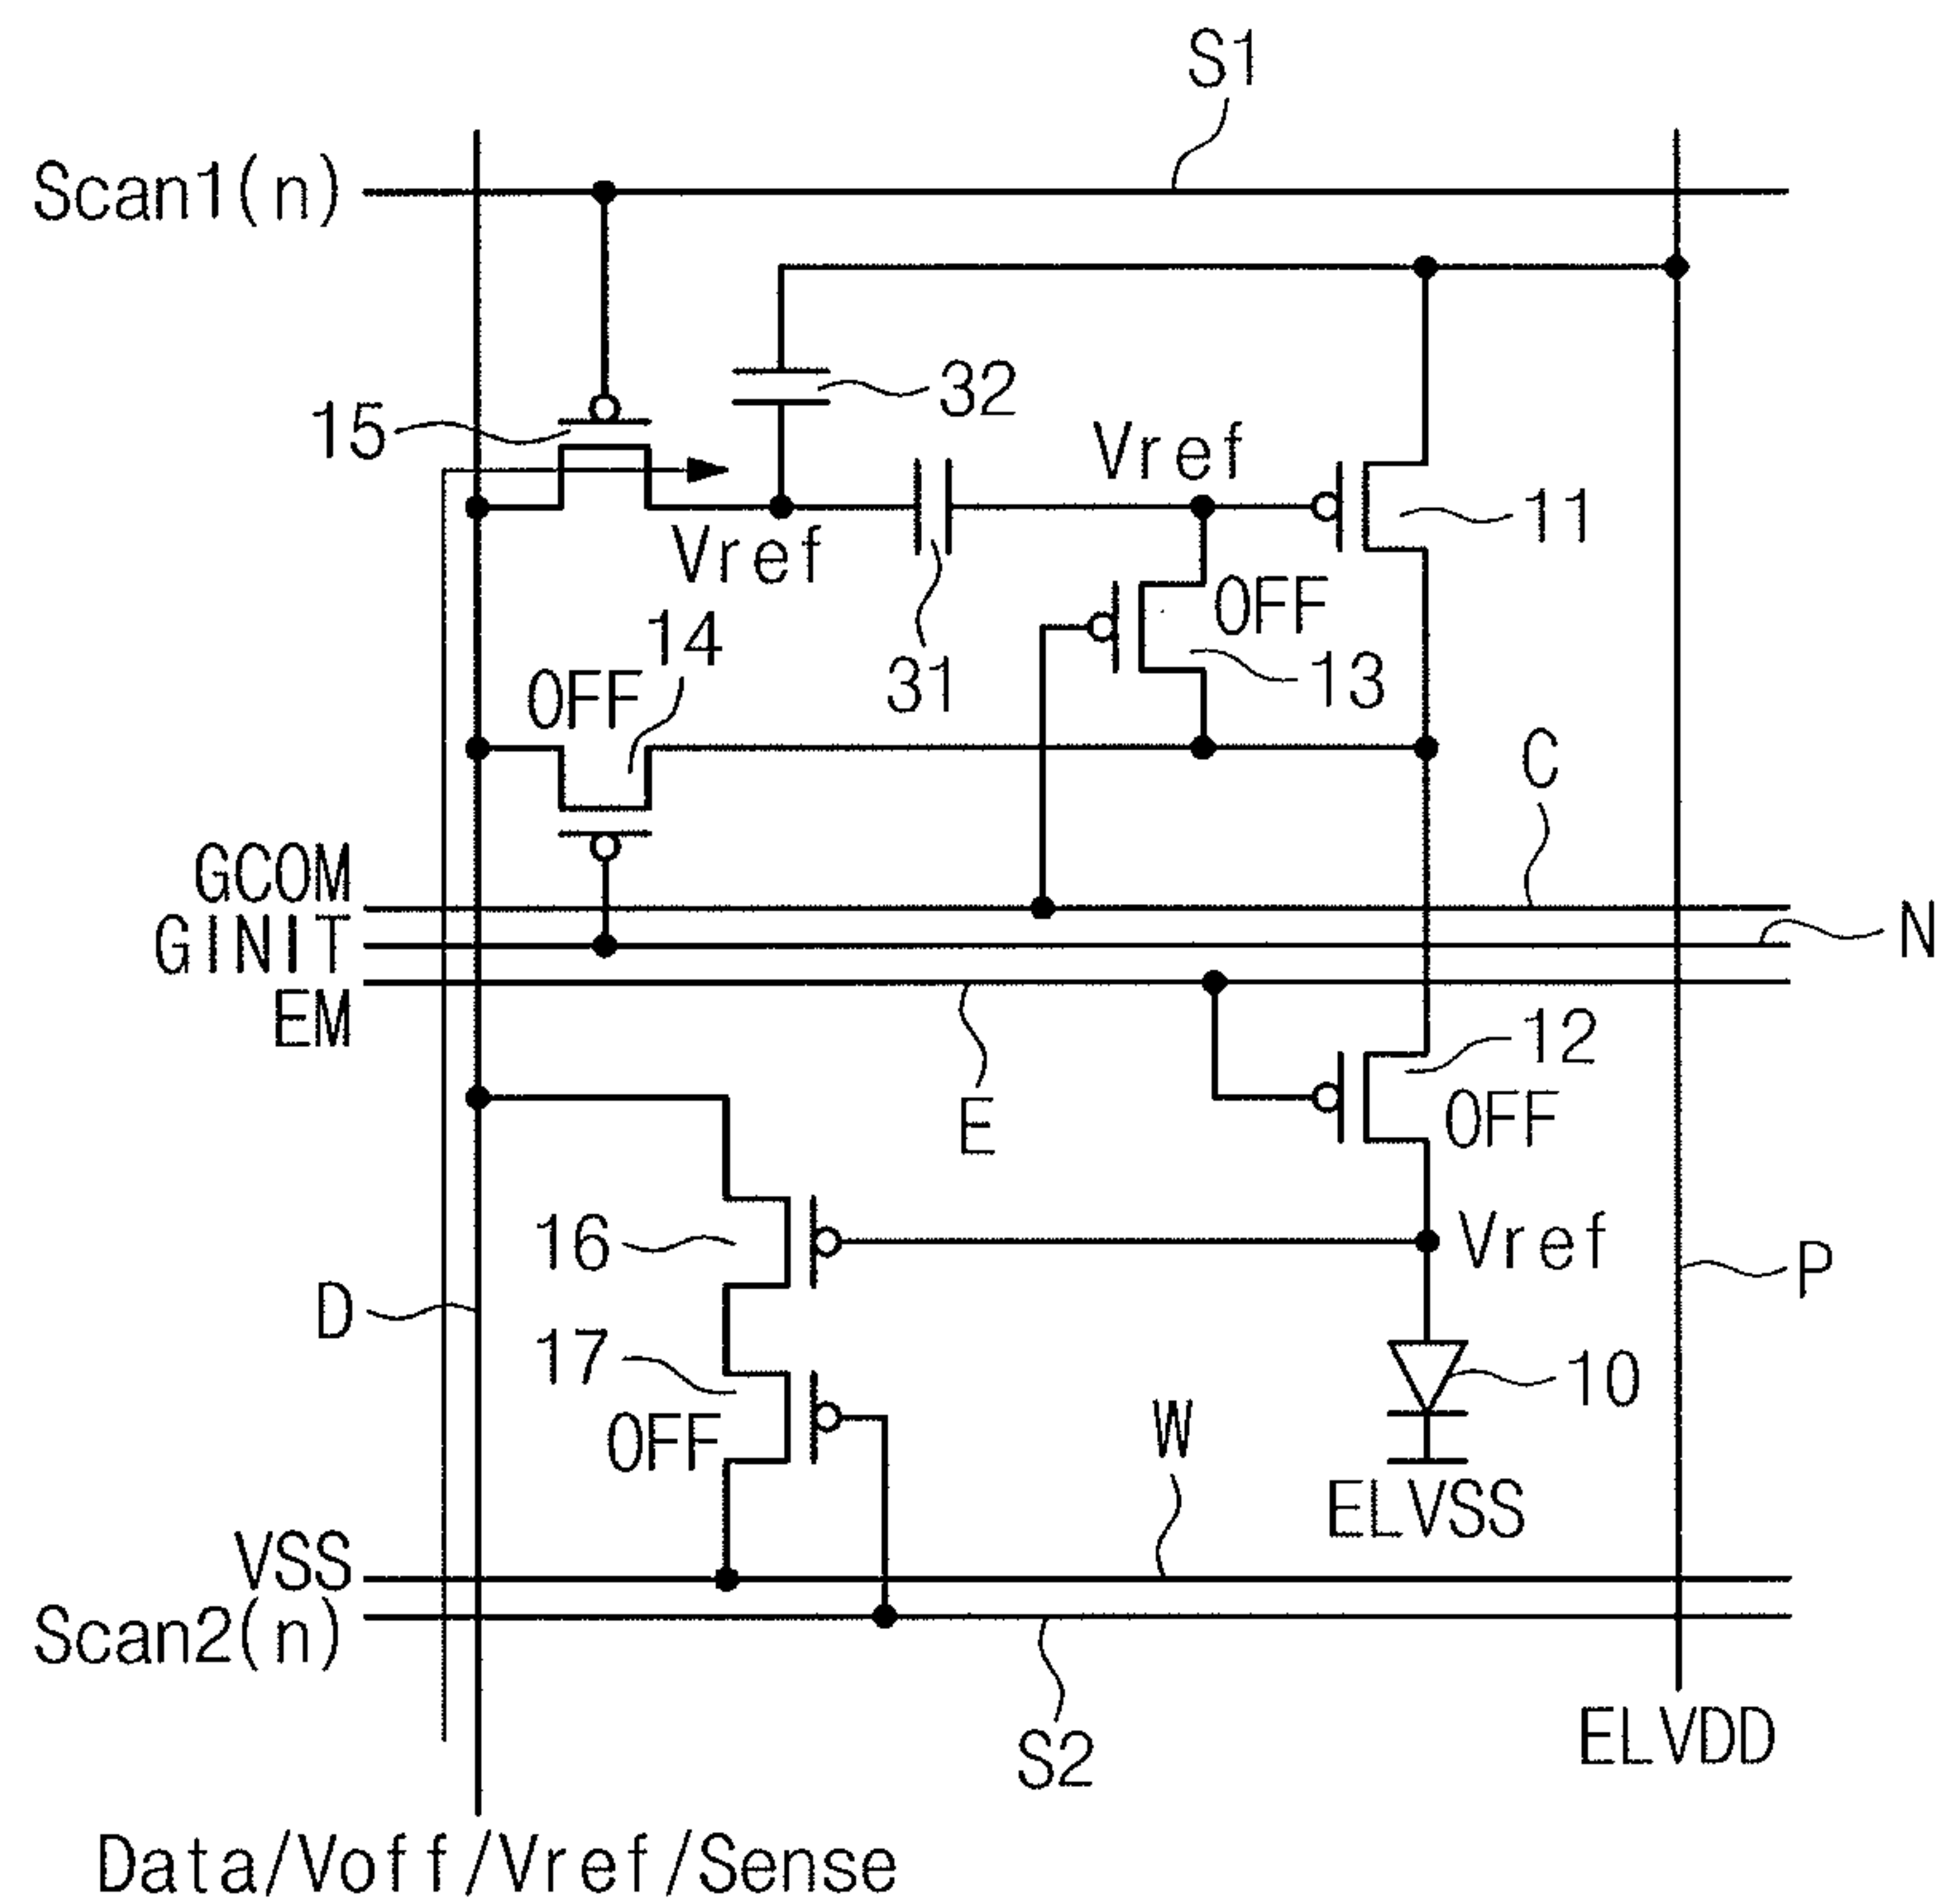 S1
Scan1(n)
32
15
Vref
11
Vref
OFF
14
31
13
OFF
C
GCOM
GINIT
N
EM
12
E
OFF
16
Vref
P
D
17
10
W
OFF
ELVSS
VSS
Scan2(n)
S2
ELVDD
Data/Voff/Vref/Sense